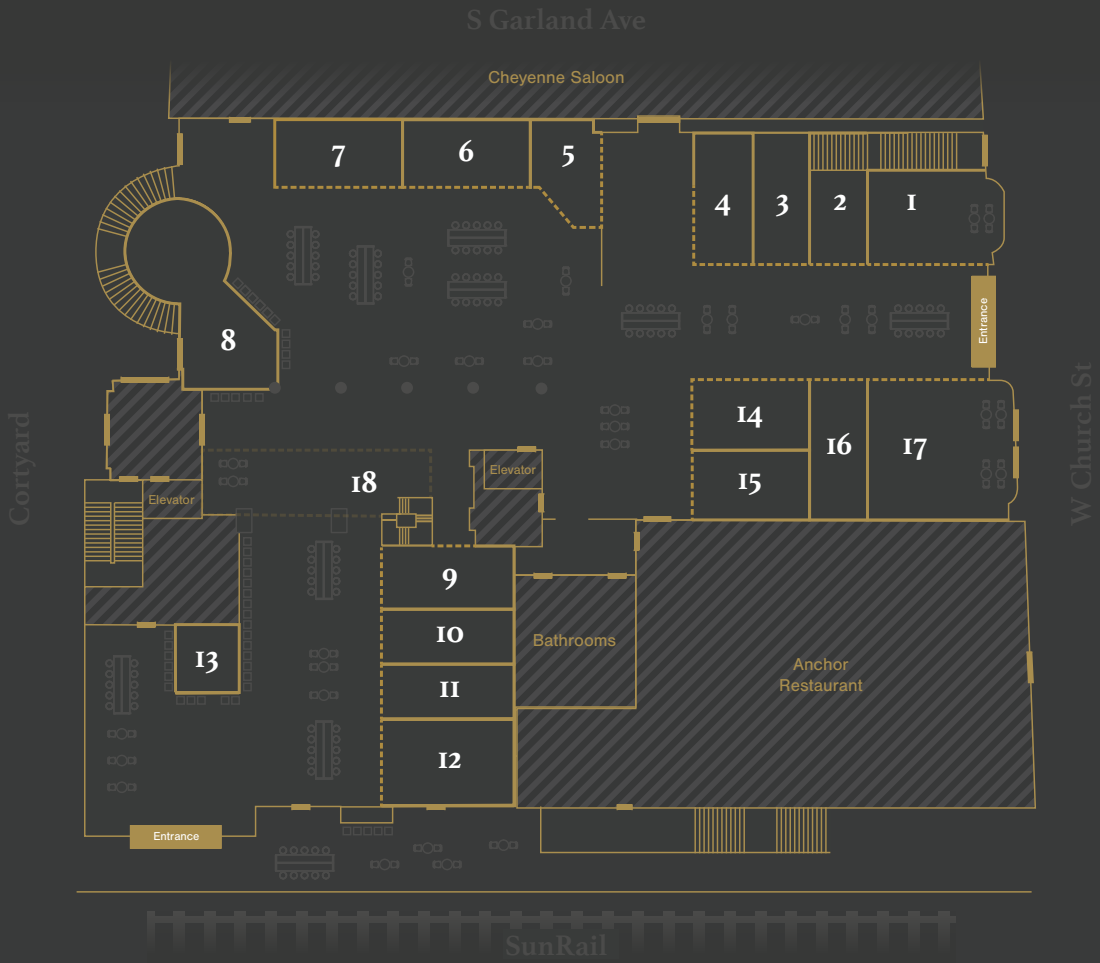 S Garland Ave
Cheyenne Saloon
7
6
5
4
3
2
1
8
Entrance
Cortyard
W Church St
14
16
17
15
18
Elevator
Elevator
9
10
11
12
13
Bathrooms
Anchor
Restaurant
Entrance
SunRail